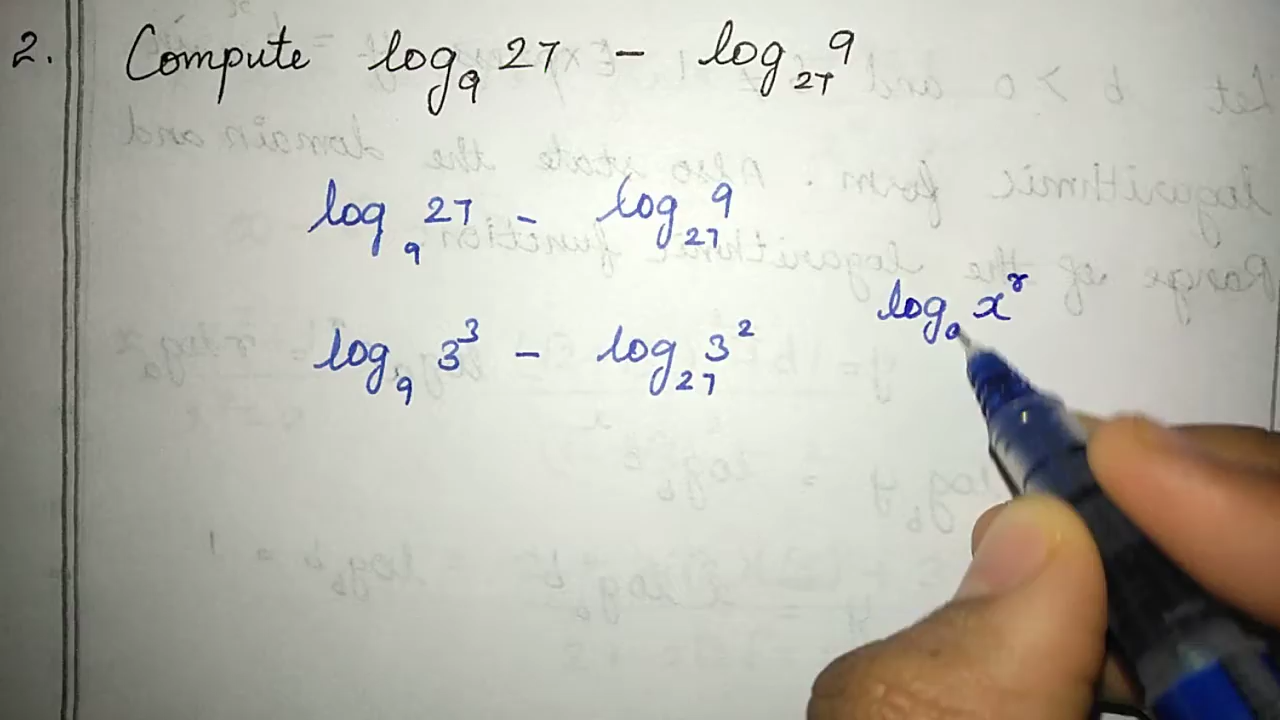 2. Compute log₉ 27 − log₂₇ 9
log₉ 27 − log₂₇ 9
logₐ xʳ
log₉ 3³ − log₂₇ 3²